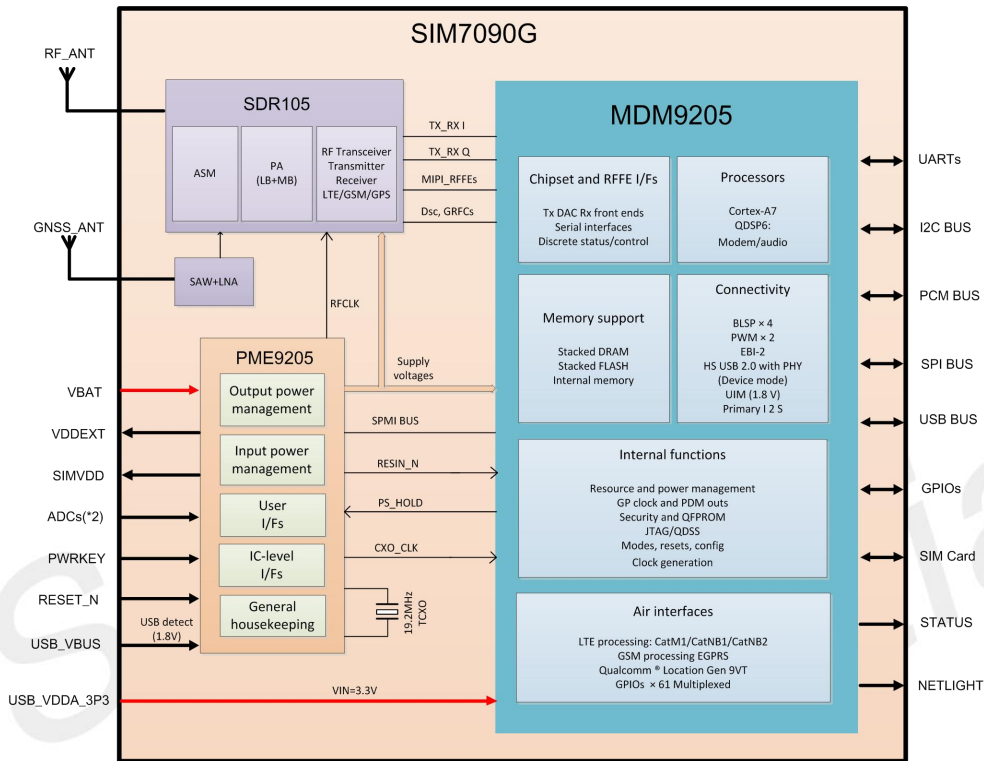 SIM7090G
RF_ANT
GNSS_ANT
SDR105
ASM
PA
(LB+MB)
RF Transceiver
Transmitter
Receiver
LTE/GSM/GPS
SAW+LNA
TX_RX I
TX_RX Q
MIPI_RFFEs
Dsc, GRFCs
RFCLK
Supply
voltages
MDM9205
Chipset and RFFE I/Fs
Tx DAC Rx front ends
Serial interfaces
Discrete status/control
Processors
Cortex-A7
QDSP6:
Modem/audio
Memory support
Stacked DRAM
Stacked FLASH
Internal memory
Connectivity
BLSP × 4
PWM × 2
EBI-2
HS USB 2.0 with PHY
(Device mode)
UIM (1.8 V)
Primary I 2 S
Internal functions
Resource and power management
GP clock and PDM outs
Security and QFPROM
JTAG/QDSS
Modes, resets, config
Clock generation
Air interfaces
LTE processing: CatM1/CatNB1/CatNB2
GSM processing EGPRS
Qualcomm ® Location Gen 9VT
GPIOs × 61 Multiplexed
PME9205
Output power
management
Input power
management
User
I/Fs
IC-level
I/Fs
General
housekeeping
SPMI BUS
RESIN_N
PS_HOLD
CXO_CLK
19.2MHz
TCXO
VBAT
VDDEXT
SIMVDD
ADCs(*2)
PWRKEY
RESET_N
USB detect
(1.8V)
USB_VBUS
USB_VDDA_3P3
VIN=3.3V
UARTs
I2C BUS
PCM BUS
SPI BUS
USB BUS
GPIOs
SIM Card
STATUS
NETLIGHT